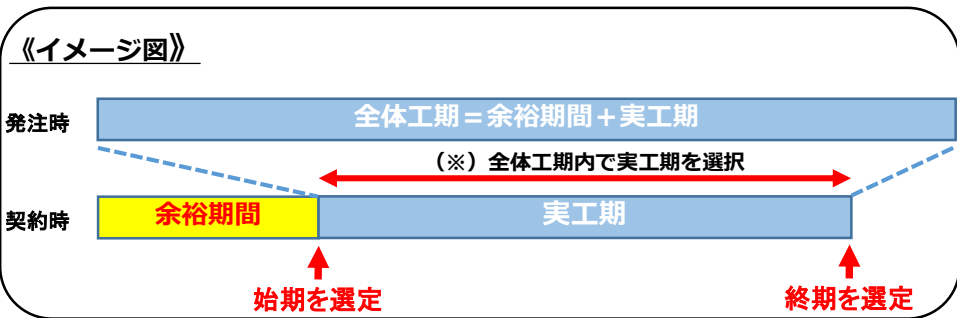 《イメージ図》
発注時
全体工期＝余裕期間＋実工期
（※）全体工期内で実工期を選択
契約時
余裕期間
実工期
始期を選定
終期を選定